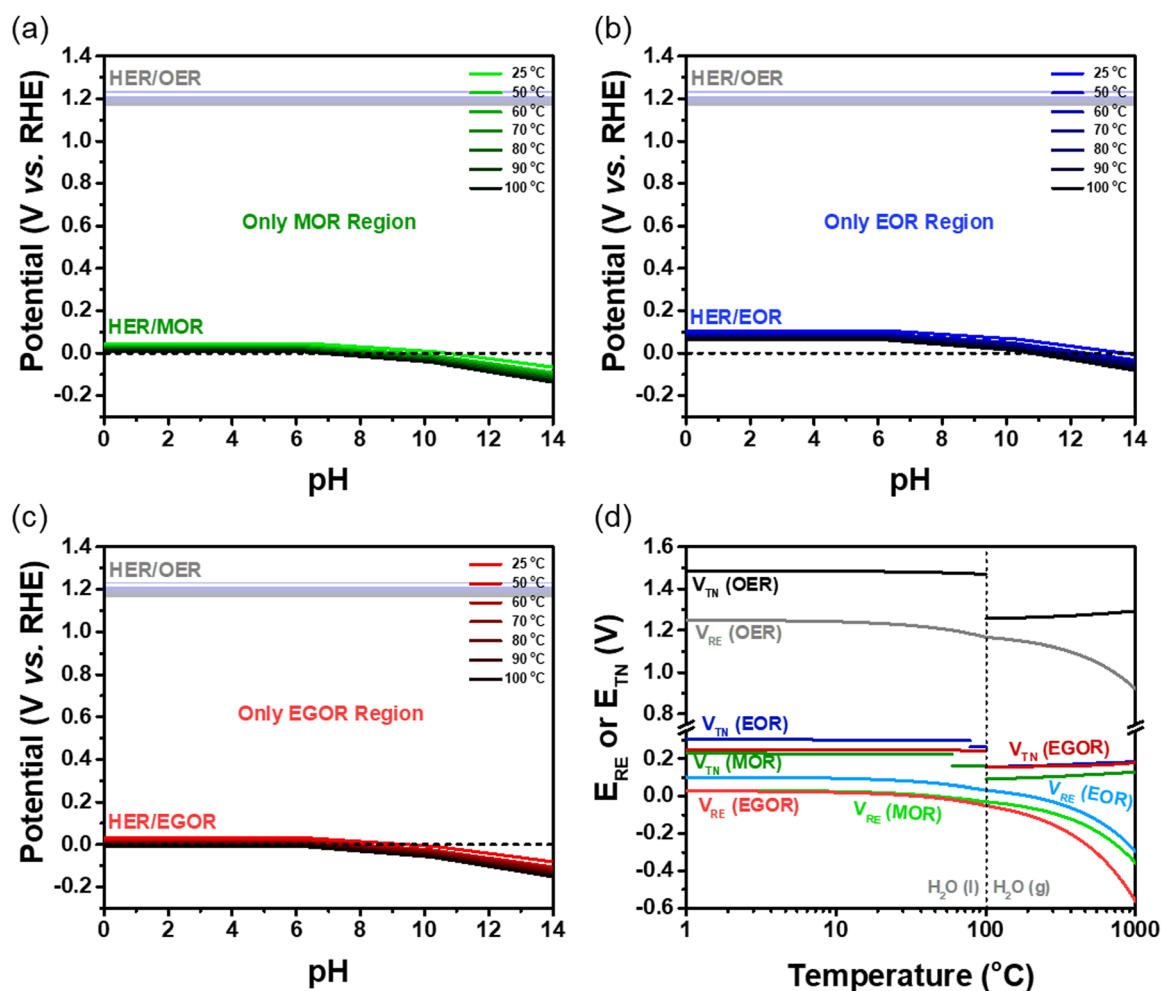 (a)
Potential (V vs. RHE)
1.4
1.2
1.0
0.8
0.6
0.4
0.2
0.0
-0.2
HER/OER
25 °C
50 °C
60 °C
70 °C
80 °C
90 °C
100 °C
Only MOR Region
HER/MOR
0 2 4 6 8 10 12 14
pH
(b)
Potential (V vs. RHE)
1.4
1.2
1.0
0.8
0.6
0.4
0.2
0.0
-0.2
HER/OER
25 °C
50 °C
60 °C
70 °C
80 °C
90 °C
100 °C
Only EOR Region
HER/EOR
0 2 4 6 8 10 12 14
pH
(c)
Potential (V vs. RHE)
1.4
1.2
1.0
0.8
0.6
0.4
0.2
0.0
-0.2
HER/OER
25 °C
50 °C
60 °C
70 °C
80 °C
90 °C
100 °C
Only EGOR Region
HER/EGOR
0 2 4 6 8 10 12 14
pH
(d)
E_RE or E_TN (V)
1.6
1.4
1.2
1.0
0.8
0.2
0.0
-0.2
-0.4
-0.6
V_TN (OER)
V_RE (OER)
V_TN (EOR)
V_TN (EGOR)
V_TN (MOR)
V_RE (EOR)
V_RE (EGOR)
V_RE (MOR)
H₂O (l)
H₂O (g)
1 10 100 1000
Temperature (°C)